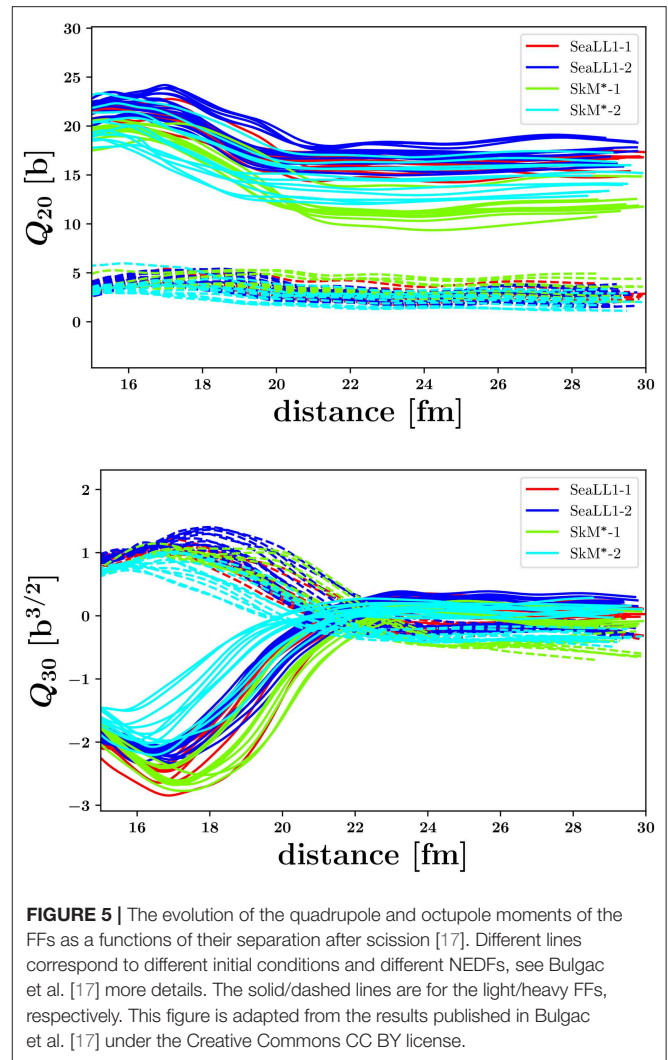 30
25
20
15
10
5
0
Q20 [b]
SeaLL1-1
SeaLL1-2
SkM*-1
SkM*-2
16 18 20 22 24 26 28 30
distance [fm]
2
1
0
−1
−2
−3
Q30 [b3/2]
SeaLL1-1
SeaLL1-2
SkM*-1
SkM*-2
16 18 20 22 24 26 28 30
distance [fm]
FIGURE 5 | The evolution of the quadrupole and octupole moments of the
FFs as a functions of their separation after scission [17]. Different lines
correspond to different initial conditions and different NEDFs, see Bulgac
et al. [17] more details. The solid/dashed lines are for the light/heavy FFs,
respectively. This figure is adapted from the results published in Bulgac
et al. [17] under the Creative Commons CC BY license.